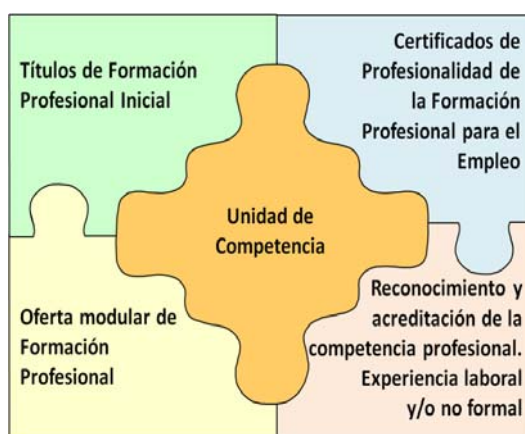 Títulos de Formación
Profesional Inicial
Certificados de
Profesionalidad de
la Formación
Profesional para el
Empleo
Unidad de
Competencia
Oferta modular de
Formación
Profesional
Reconocimiento y
acreditación de la
competencia profesional.
Experiencia laboral
y/o no formal